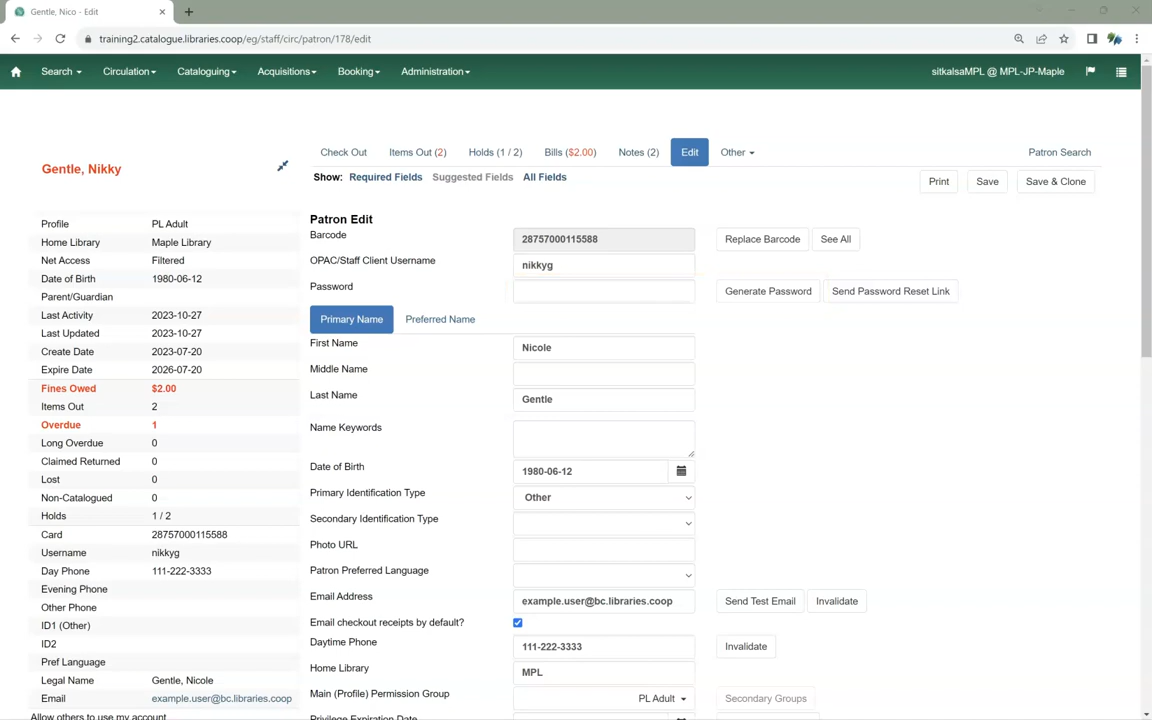 Gentle, Nico - Edit
training2.catalogue.libraries.coop/eg/staff/circ/patron/178/edit
Search Circulation Cataloguing Acquisitions Booking Administration sitkalsaMPL @ MPL-JP-Maple
Gentle, Nikky
Check Out Items Out (2) Holds (1 / 2) Bills ($2.00) Notes (2) Edit Other Patron Search
Show: Required Fields Suggested Fields All Fields
Print Save Save & Clone
Profile PL Adult
Home Library Maple Library
Net Access Filtered
Date of Birth 1980-06-12
Parent/Guardian
Last Activity 2023-10-27
Last Updated 2023-10-27
Create Date 2023-07-20
Expire Date 2026-07-20
Fines Owed $2.00
Items Out 2
Overdue 1
Long Overdue 0
Claimed Returned 0
Lost 0
Non-Catalogued 0
Holds 1 / 2
Card 28757000115588
Username nikkyg
Day Phone 111-222-3333
Evening Phone
Other Phone
ID1 (Other)
ID2
Pref Language
Legal Name Gentle, Nicole
Email example.user@bc.libraries.coop
Allow others to use my account
Patron Edit
Barcode 28757000115588 Replace Barcode See All
OPAC/Staff Client Username nikkyg
Password Generate Password Send Password Reset Link
Primary Name Preferred Name
First Name Nicole
Middle Name
Last Name Gentle
Name Keywords
Date of Birth 1980-06-12
Primary Identification Type Other
Secondary Identification Type
Photo URL
Patron Preferred Language
Email Address example.user@bc.libraries.coop Send Test Email Invalidate
Email checkout receipts by default?
Daytime Phone 111-222-3333 Invalidate
Home Library MPL
Main (Profile) Permission Group PL Adult Secondary Groups
Privilege Expiration Date